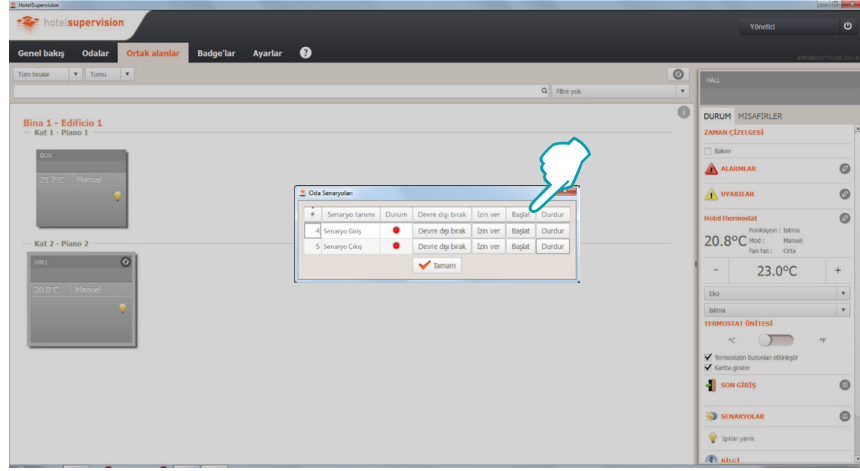 HotelSupervision
hotelsupervision
Yönetici
Genel bakış Odalar Ortak alanlar Badge'lar Ayarlar ?
Tüm binalar Tümü
Filtre yok
HALL
DURUM MİSAFİRLER
ZAMAN ÇİZELGESİ
Bakım
ALARMLAR
UYARILAR
Hotel thermostat
Fonksiyon : Isıtma
20.8°C Mod : Manuel
Fan hızı : Orta
- 23.0°C +
Eko
Isıtma
TERMOSTAT ÜNİTESİ
°C °F
Termostatın butonları etkinleştir
Kartta göster
SON GİRİŞ
SENARYOLAR
Işıklar yanık
BİLGİ
Bina 1 - Edificio 1
Kat 1 - Piano 1
BOX
21.7°C Manuel
Kat 2 - Piano 2
HALL
20.8°C Manuel
Oda Senaryoları
# Senaryo tanımı Durum Devre dışı bırak İzin ver Başlat Durdur
4 Senaryo Giriş Devre dışı bırak İzin ver Başlat Durdur
5 Senaryo Çıkış Devre dışı bırak İzin ver Başlat Durdur
Tamam